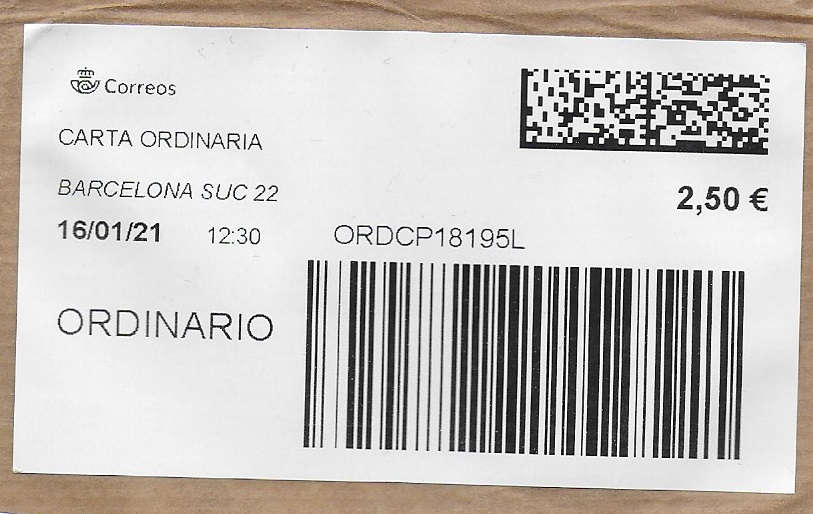 Correos
CARTA ORDINARIA
BARCELONA SUC 22
2,50 €
16/01/21 12:30
ORDCP18195L
ORDINARIO